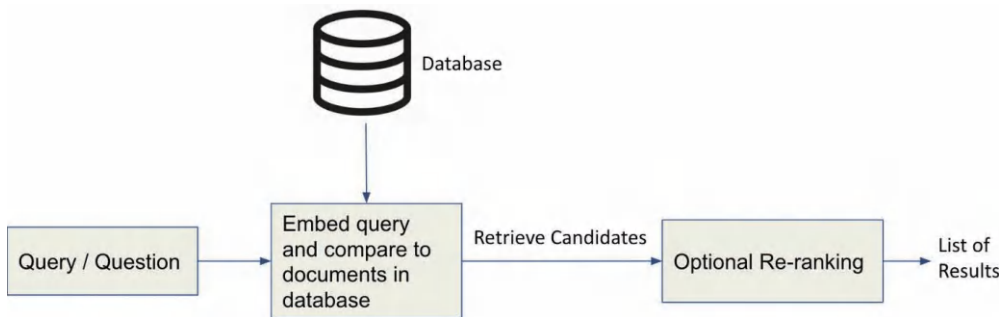 Database
Query / Question
Embed query
and compare to
documents in
database
Retrieve Candidates
Optional Re-ranking
List of
Results